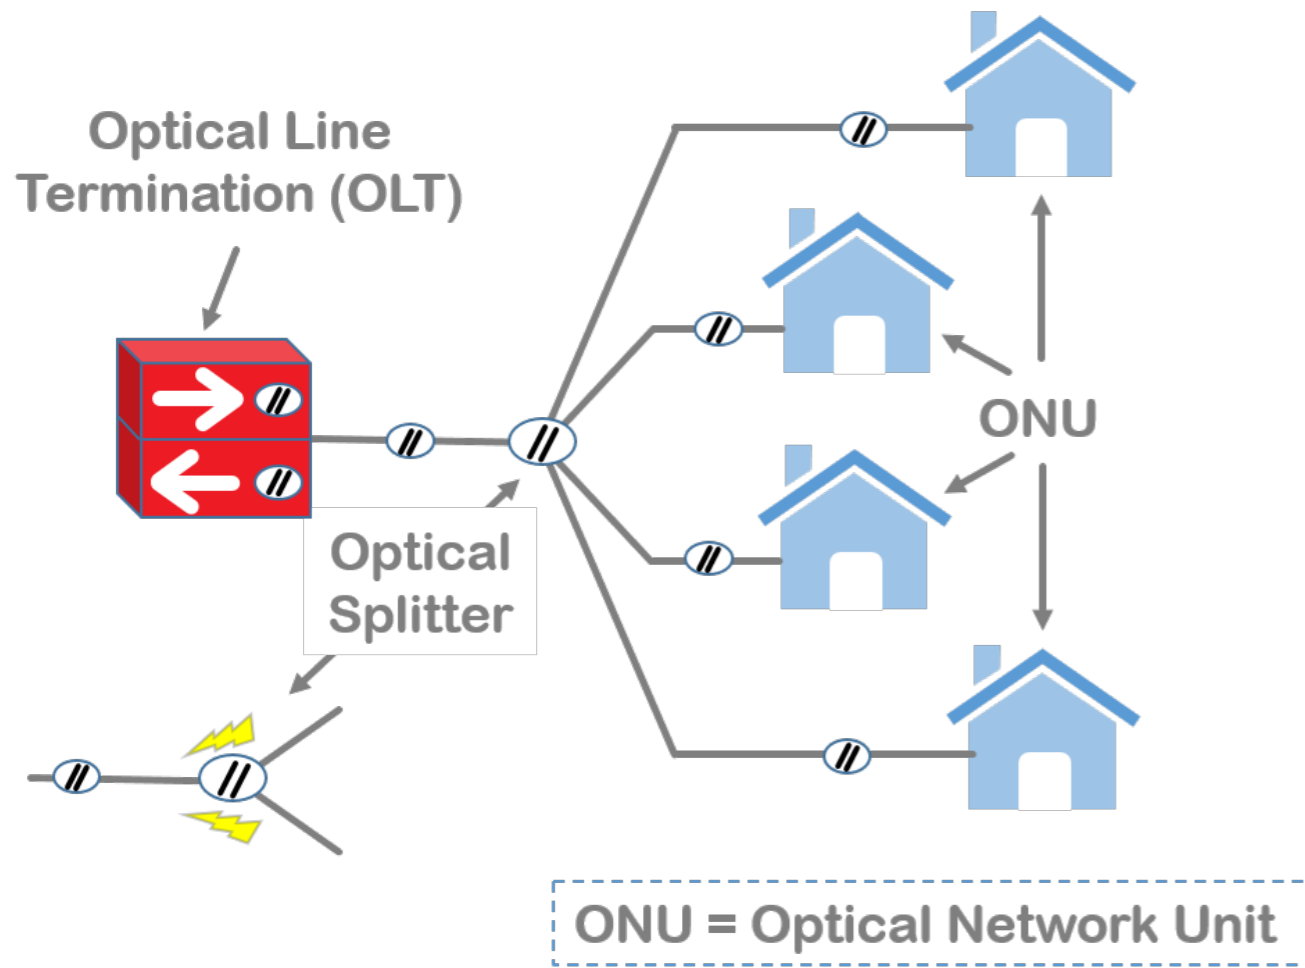 Optical Line
Termination (OLT)
ONU
Optical
Splitter
ONU = Optical Network Unit